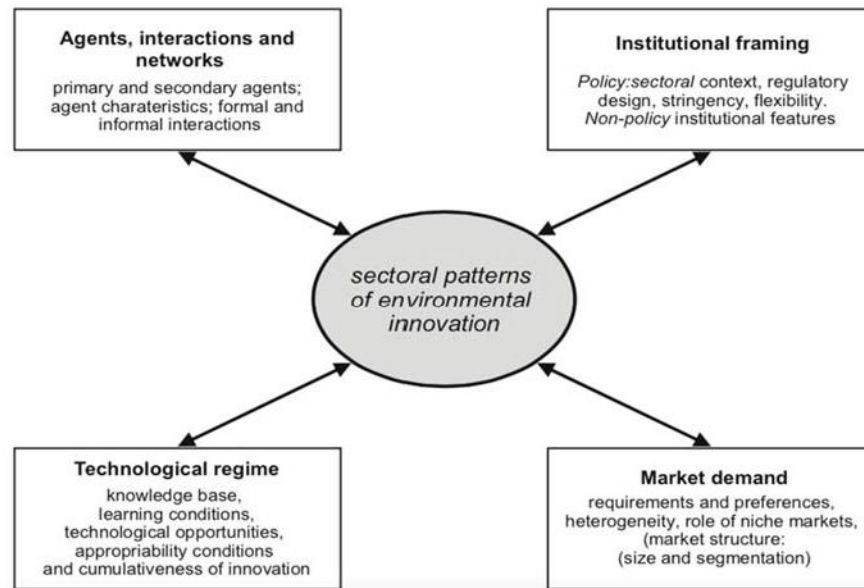 Agents, interactions and
networks
primary and secondary agents;
agent charateristics; formal and
informal interactions
Institutional framing
Policy:sectoral context, regulatory
design, stringency, flexibility.
Non-policy institutional features
sectoral patterns
of environmental
innovation
Technological regime
knowledge base,
learning conditions,
technological opportunities,
appropriability conditions
and cumulativeness of innovation
Market demand
requirements and preferences,
heterogeneity, role of niche markets,
(market structure:
(size and segmentation)